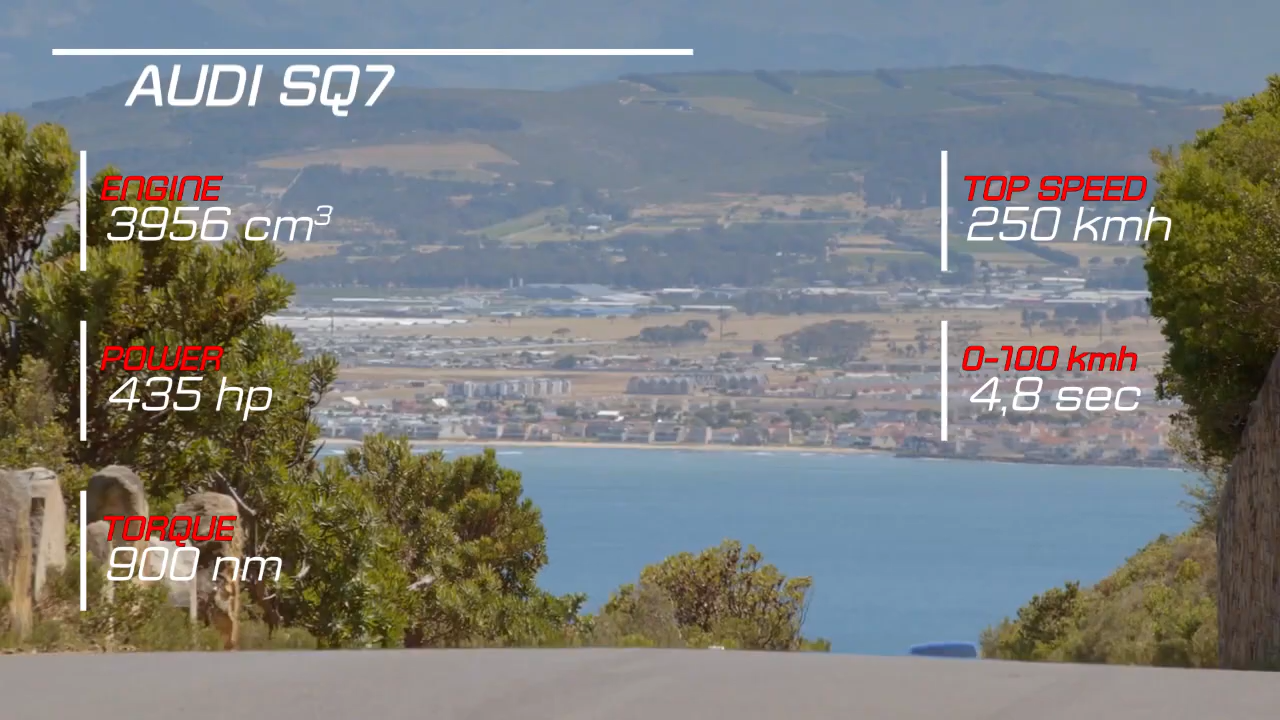 AUDI SQ7
ENGINE
3956 cm³
POWER
435 hp
TORQUE
900 nm
TOP SPEED
250 kmh
0-100 kmh
4,8 sec